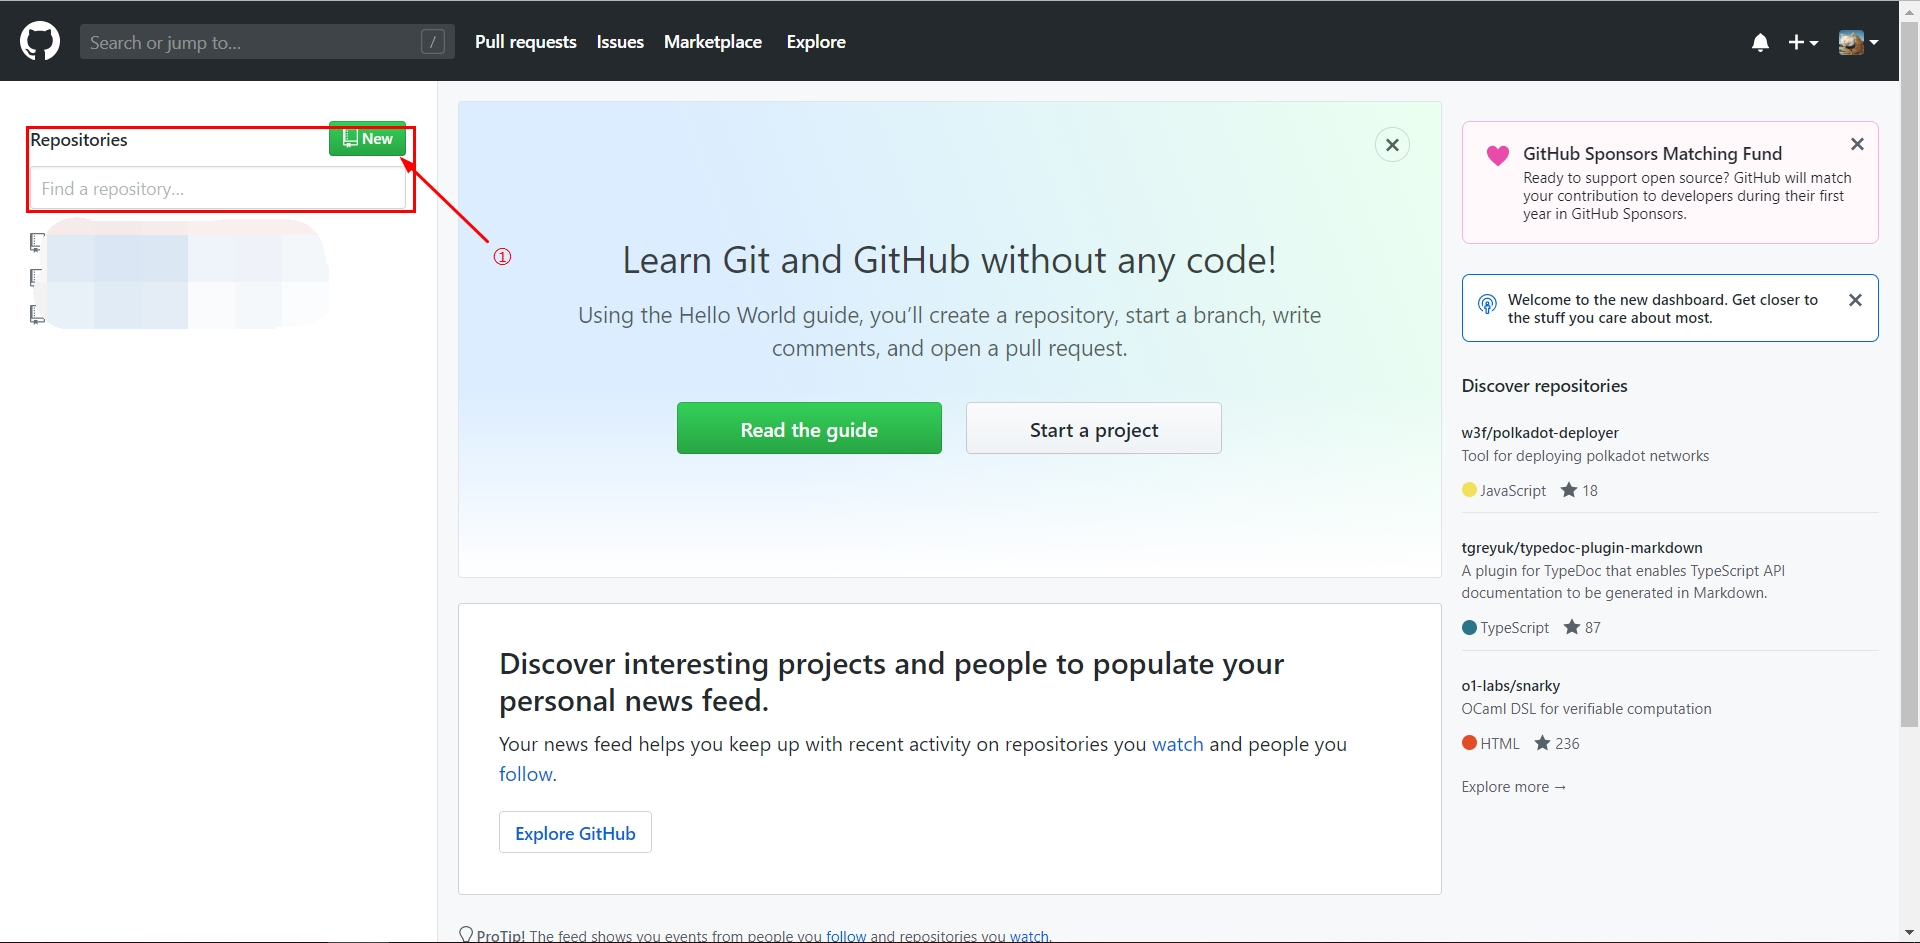 Search or jump to... /
Pull requests Issues Marketplace Explore
Repositories
New
Find a repository...
①
Learn Git and GitHub without any code!
Using the Hello World guide, you’ll create a repository, start a branch, write
comments, and open a pull request.
Read the guide
Start a project
Discover interesting projects and people to populate your
personal news feed.
Your news feed helps you keep up with recent activity on repositories you watch and people you
follow.
Explore GitHub
ProTip! The feed shows you events from people you follow and repositories you watch.
GitHub Sponsors Matching Fund
Ready to support open source? GitHub will match
your contribution to developers during their first
year in GitHub Sponsors.
Welcome to the new dashboard. Get closer to
the stuff you care about most.
Discover repositories
w3f/polkadot-deployer
Tool for deploying polkadot networks
JavaScript 18
tgreyuk/typedoc-plugin-markdown
A plugin for TypeDoc that enables TypeScript API
documentation to be generated in Markdown.
TypeScript 87
o1-labs/snarky
OCaml DSL for verifiable computation
HTML 236
Explore more →